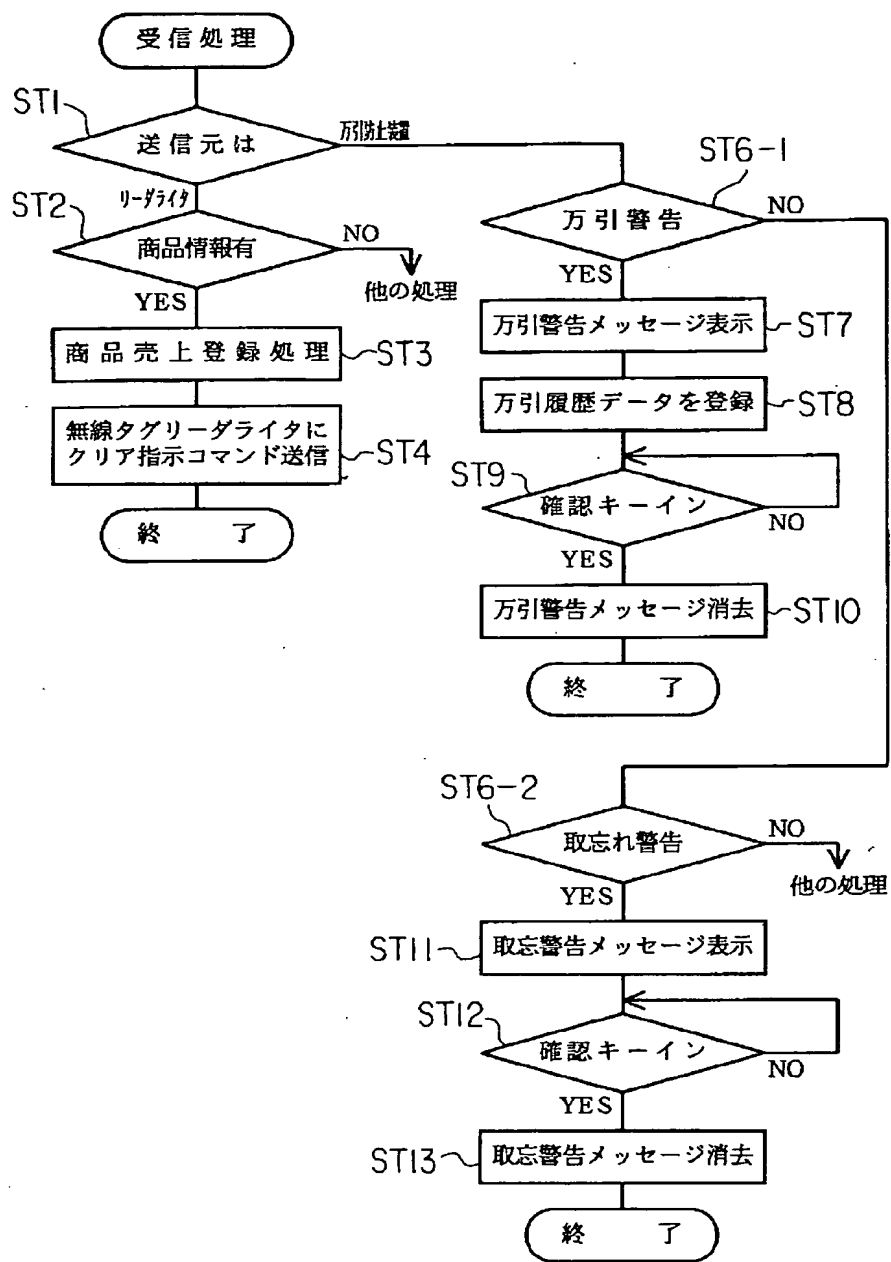 受信処理
ST1
送信元は
万引防止装置
リーダライタ
ST2
商品情報有
NO
他の処理
YES
商品売上登録処理
ST3
無線タグリーダライタに
クリア指示コマンド送信
ST4
終 了
ST6-1
万引警告
NO
YES
万引警告メッセージ表示
ST7
万引履歴データを登録
ST8
ST9
確認キーイン
NO
YES
万引警告メッセージ消去
ST10
終 了
ST6-2
取忘れ警告
NO
他の処理
YES
ST11
取忘警告メッセージ表示
ST12
確認キーイン
NO
YES
ST13
取忘警告メッセージ消去
終 了